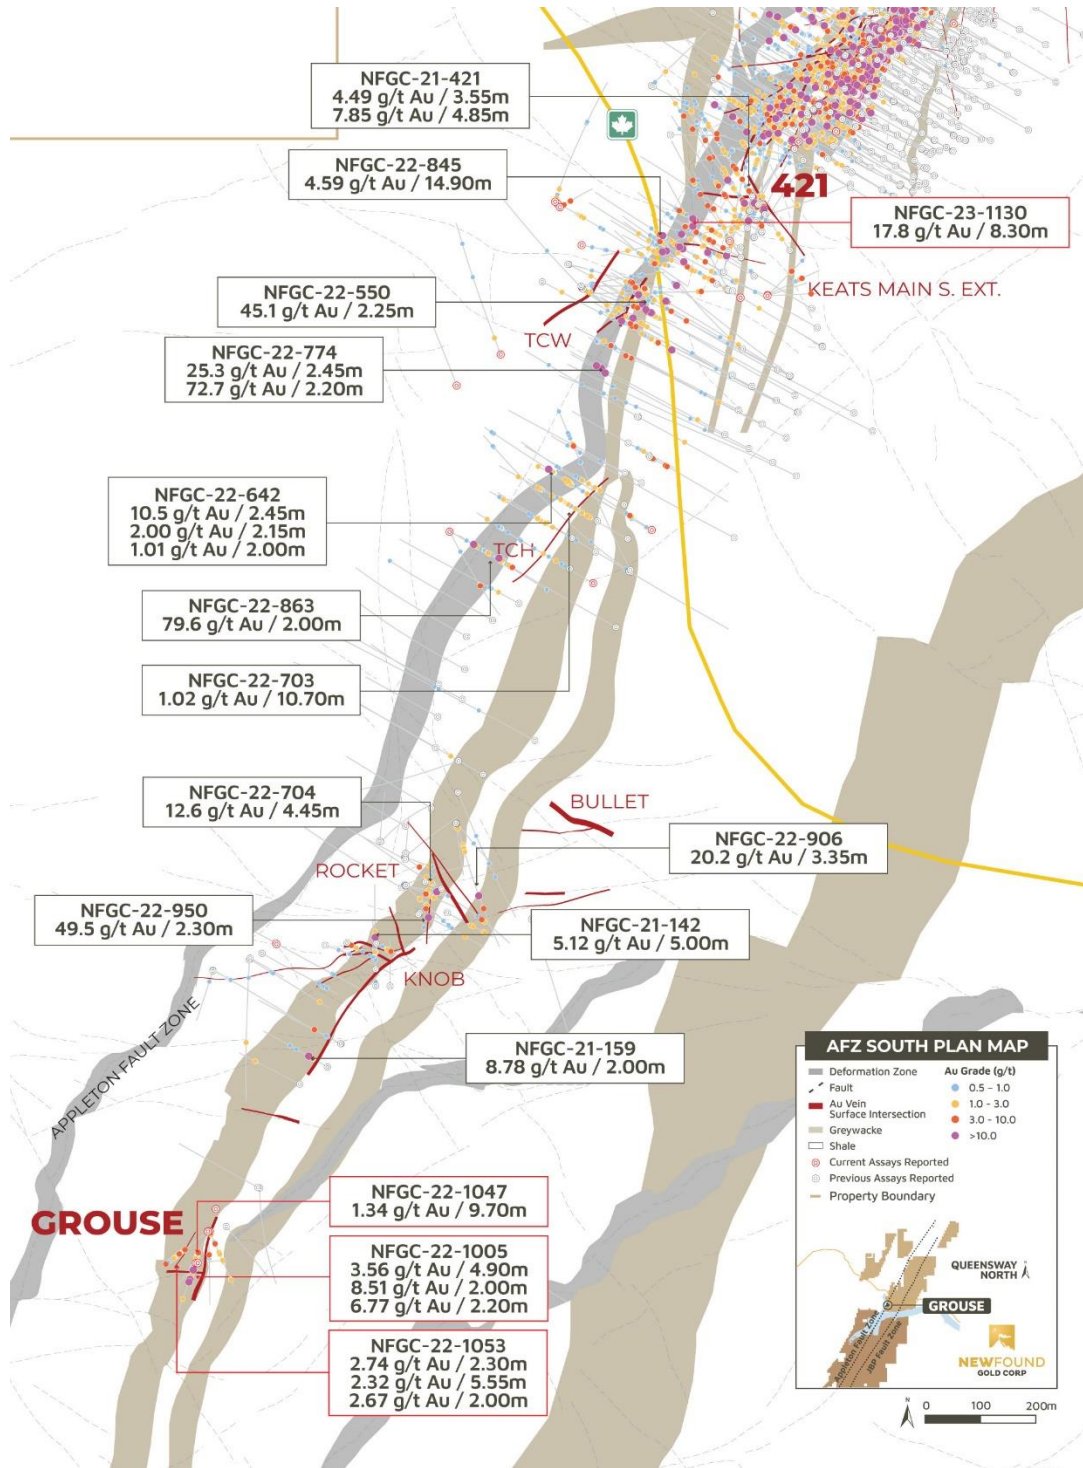 NFGC-21-421
4.49 g/t Au / 3.55m
7.85 g/t Au / 4.85m
NFGC-22-845
4.59 g/t Au / 14.90m
421
NFGC-23-1130
17.8 g/t Au / 8.30m
KEATS MAIN S. EXT.
NFGC-22-550
45.1 g/t Au / 2.25m
TCW
NFGC-22-774
25.3 g/t Au / 2.45m
72.7 g/t Au / 2.20m
NFGC-22-642
10.5 g/t Au / 2.45m
2.00 g/t Au / 2.15m
1.01 g/t Au / 2.00m
TCH
NFGC-22-863
79.6 g/t Au / 2.00m
NFGC-22-703
1.02 g/t Au / 10.70m
NFGC-22-704
12.6 g/t Au / 4.45m
BULLET
NFGC-22-906
20.2 g/t Au / 3.35m
ROCKET
NFGC-22-950
49.5 g/t Au / 2.30m
NFGC-21-142
5.12 g/t Au / 5.00m
KNOB
APPLETON FAULT ZONE
NFGC-21-159
8.78 g/t Au / 2.00m
GROUSE
NFGC-22-1047
1.34 g/t Au / 9.70m
NFGC-22-1005
3.56 g/t Au / 4.90m
8.51 g/t Au / 2.00m
6.77 g/t Au / 2.20m
NFGC-22-1053
2.74 g/t Au / 2.30m
2.32 g/t Au / 5.55m
2.67 g/t Au / 2.00m
AFZ SOUTH PLAN MAP
Deformation Zone
Fault
Au Vein
Surface Intersection
Greywacke
Shale
Current Assays Reported
Previous Assays Reported
Property Boundary
Au Grade (g/t)
0.5 - 1.0
1.0 - 3.0
3.0 - 10.0
>10.0
QUEENSWAY
NORTH
N
GROUSE
Appleton Fault Zone
JBP Fault Zone
NEWFOUND
GOLD CORP
N
0 100 200m